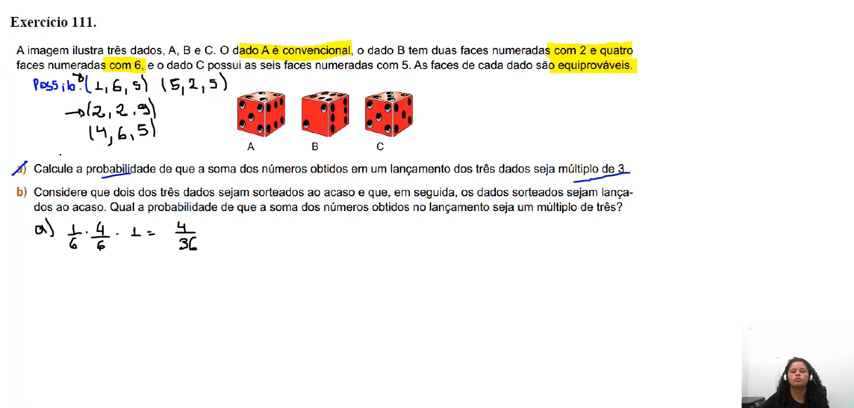 Exercício 111.
A imagem ilustra três dados, A, B e C. O dado A é convencional, o dado B tem duas faces numeradas com 2 e quatro
faces numeradas com 6, e o dado C possui as seis faces numeradas com 5. As faces de cada dado são equiprováveis.
Possib: (1, 6, 5) (5, 2, 5)
→(2, 2, 5)
(4, 6, 5)
A B C
a) Calcule a probabilidade de que a soma dos números obtidos em um lançamento dos três dados seja múltiplo de 3.
b) Considere que dois dos três dados sejam sorteados ao acaso e que, em seguida, os dados sorteados sejam lança-
dos ao acaso. Qual a probabilidade de que a soma dos números obtidos no lançamento seja um múltiplo de três?
a) 1/6 · 4/6 · 1 = 4/36